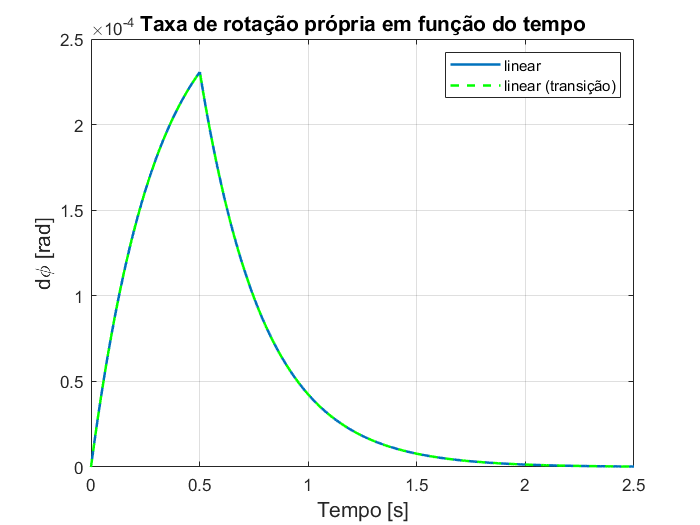 ×10⁻⁴ Taxa de rotação própria em função do tempo
linear
linear (transição)
2.5
2
1.5
1
0.5
0
dϕ [rad]
0 0.5 1 1.5 2 2.5
Tempo [s]